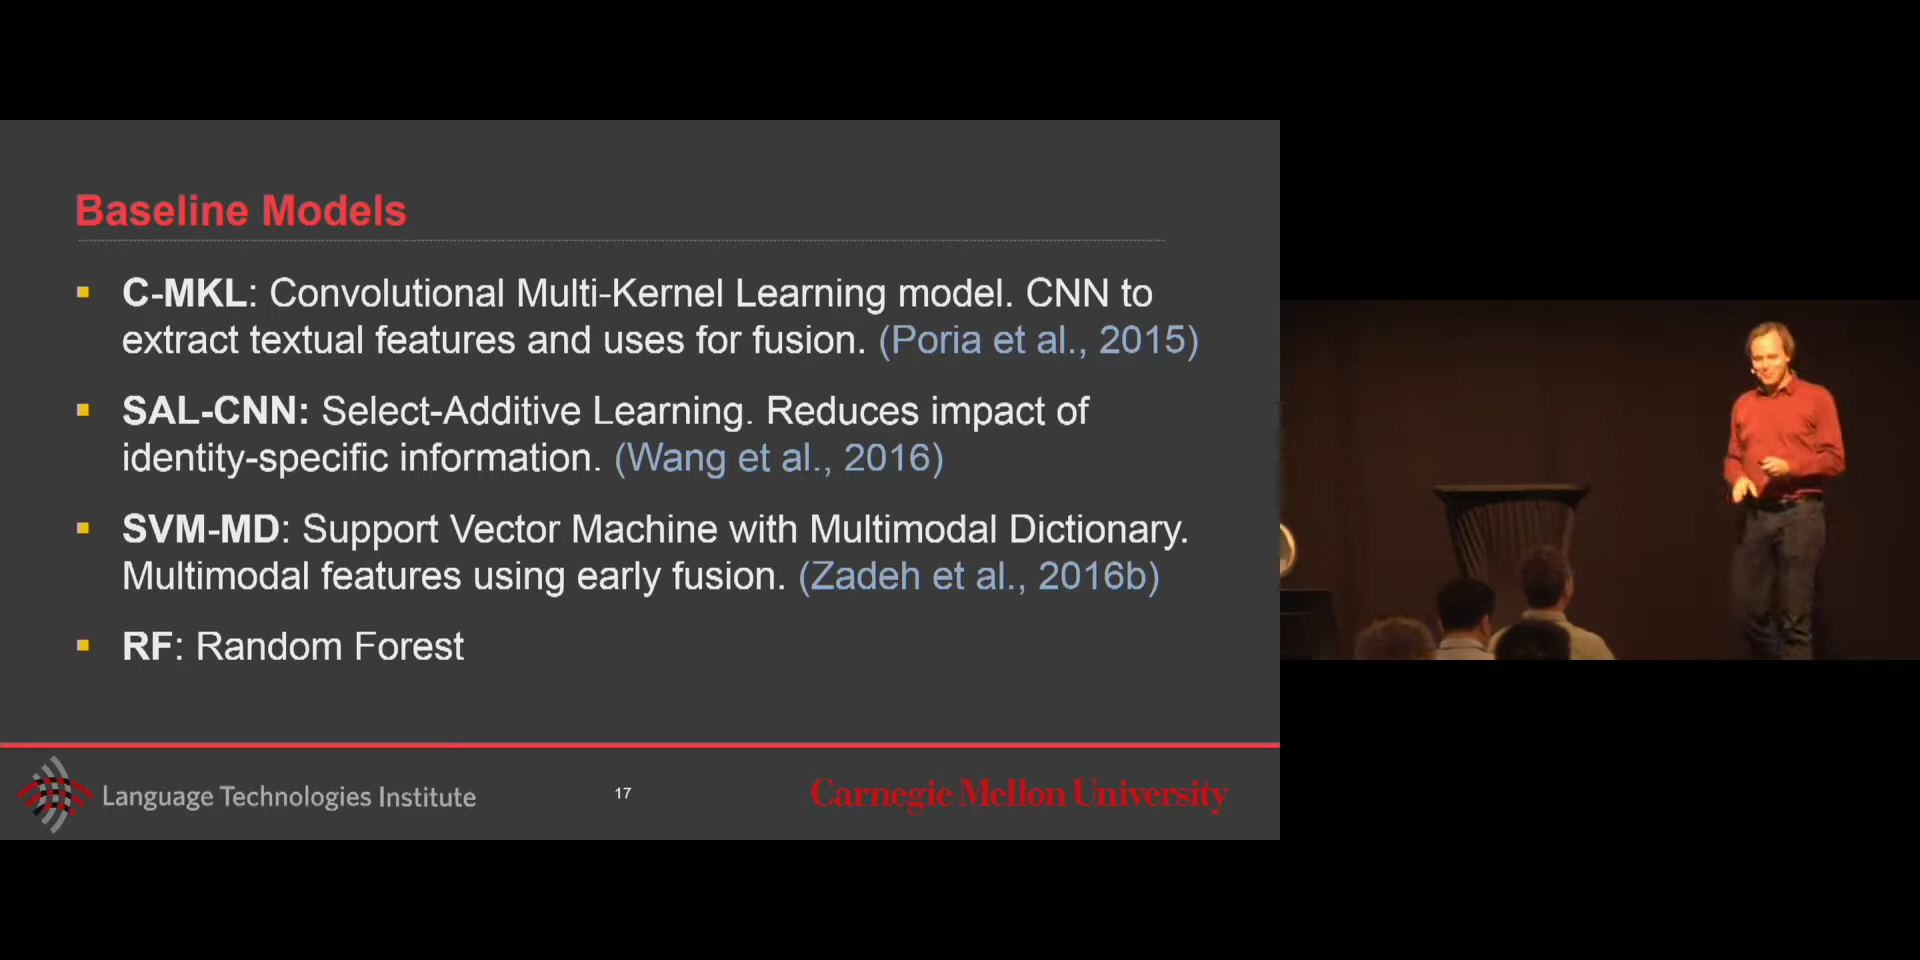 Baseline Models
▪ C-MKL: Convolutional Multi-Kernel Learning model. CNN to
extract textual features and uses for fusion. (Poria et al., 2015)
▪ SAL-CNN: Select-Additive Learning. Reduces impact of
identity-specific information. (Wang et al., 2016)
▪ SVM-MD: Support Vector Machine with Multimodal Dictionary.
Multimodal features using early fusion. (Zadeh et al., 2016b)
▪ RF: Random Forest
Language Technologies Institute
17
Carnegie Mellon University